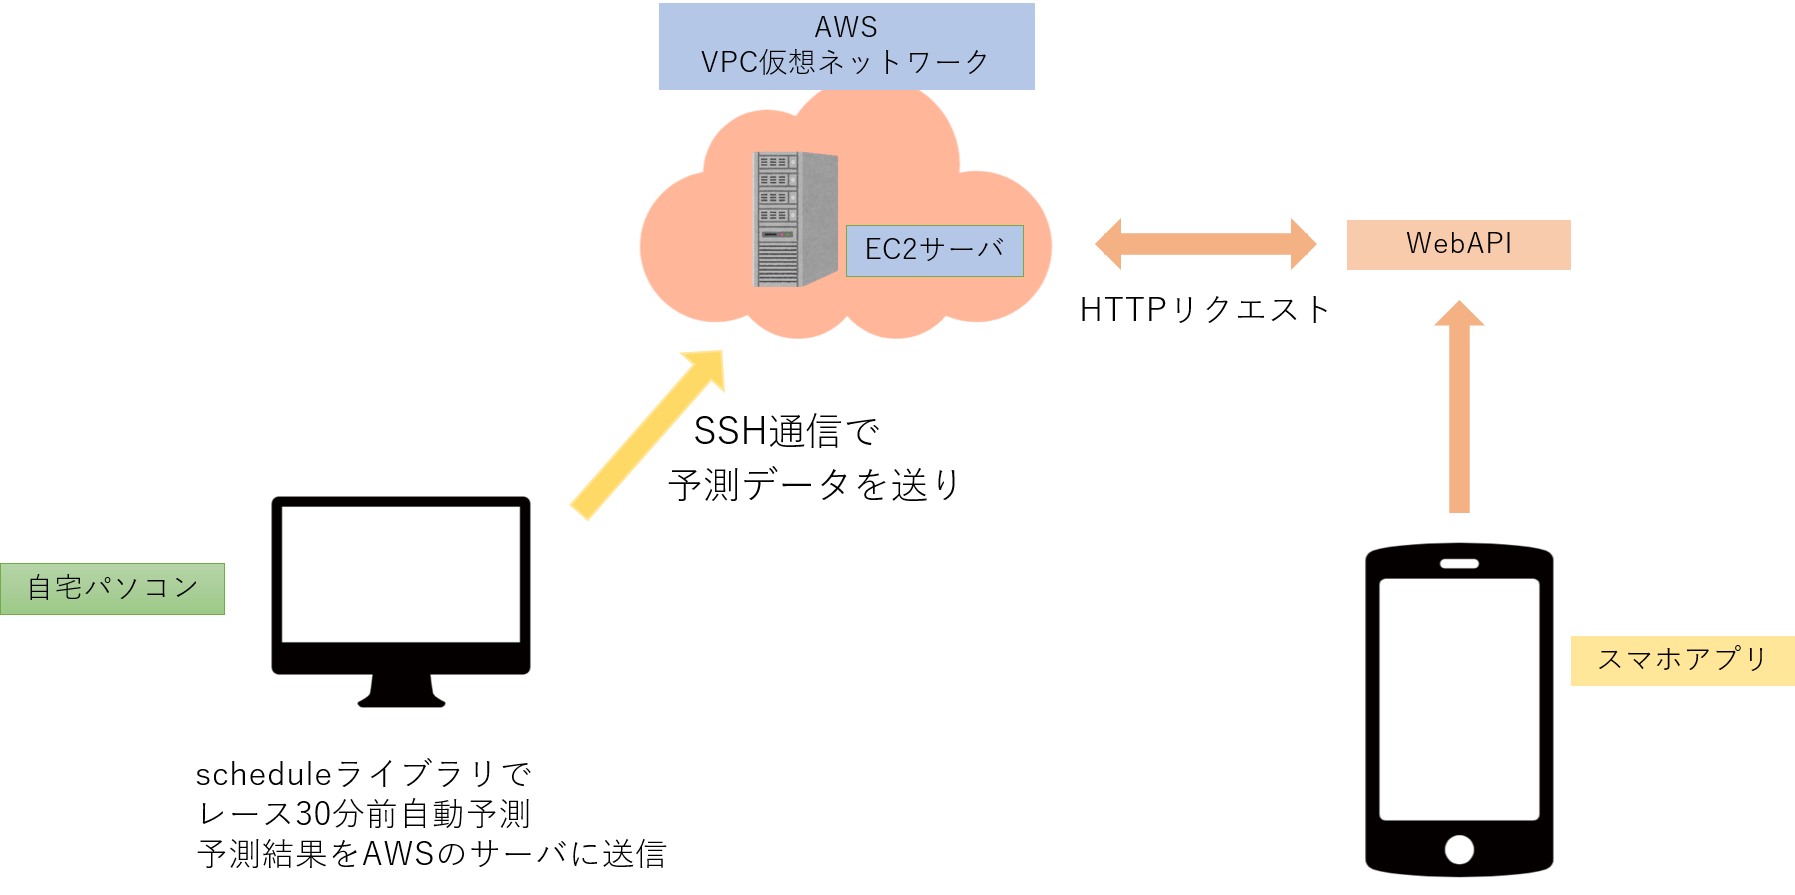 AWS
VPC仮想ネットワーク
EC2サーバ
WebAPI
HTTPリクエスト
SSH通信で
予測データを送り
自宅パソコン
スマホアプリ
scheduleライブラリで
レース30分前自動予測
予測結果をAWSのサーバに送信